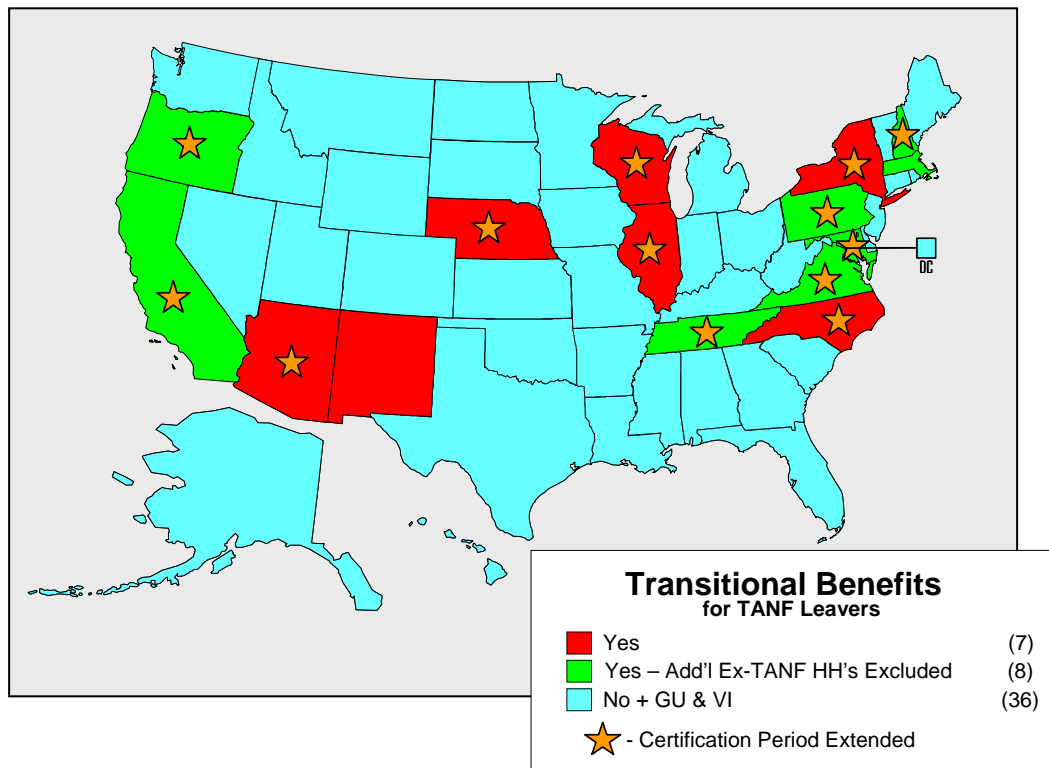 DC
Transitional Benefits
for TANF Leavers
Yes (7)
Yes – Add'l Ex-TANF HH's Excluded (8)
No + GU & VI (36)
- Certification Period Extended